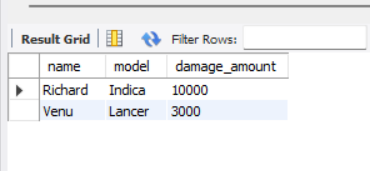 Result Grid Filter Rows:
name model damage_amount
Richard Indica 10000
Venu Lancer 3000